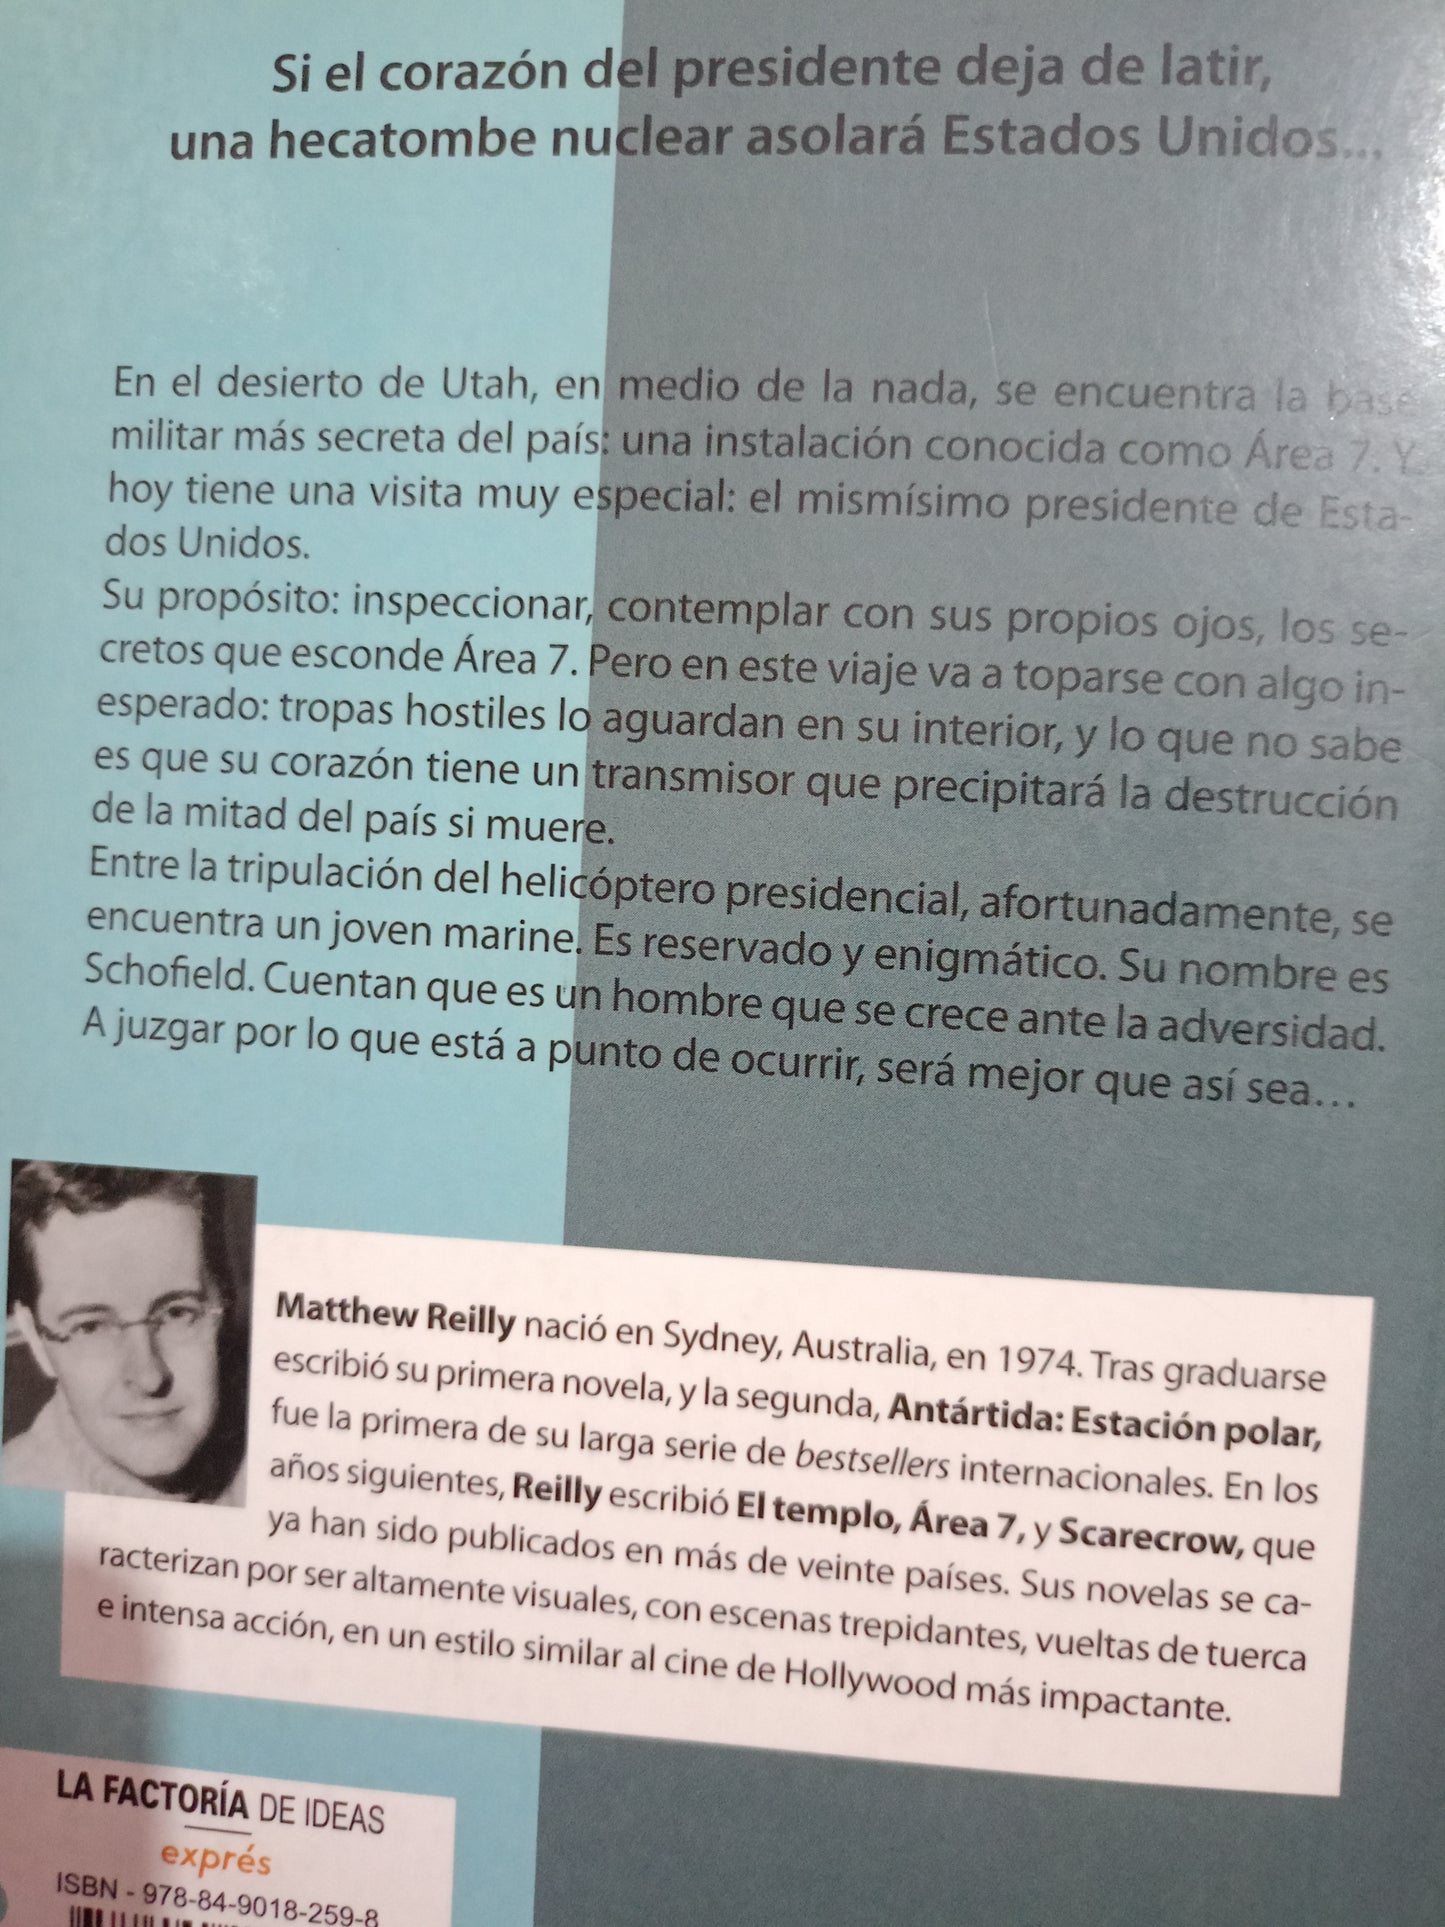 Si el corazón del presidente deja de latir,
una hecatombe nuclear asolará Estados Unidos...
En el desierto de Utah, en medio de la nada, se encuentra la base
militar más secreta del país: una instalación conocida como Área 7. Y
hoy tiene una visita muy especial: el mismísimo presidente de Esta-
dos Unidos.
Su propósito: inspeccionar, contemplar con sus propios ojos, los se-
cretos que esconde Área 7. Pero en este viaje va a toparse con algo in-
esperado: tropas hostiles lo aguardan en su interior, y lo que no sabe
es que su corazón tiene un transmisor que precipitará la destrucción
de la mitad del país si muere.
Entre la tripulación del helicóptero presidencial, afortunadamente, se
encuentra un joven marine. Es reservado y enigmático. Su nombre es
Schofield. Cuentan que es un hombre que se crece ante la adversidad.
A juzgar por lo que está a punto de ocurrir, será mejor que así sea...
Matthew Reilly nació en Sydney, Australia, en 1974. Tras graduarse
escribió su primera novela, y la segunda, Antártida: Estación polar,
fue la primera de su larga serie de bestsellers internacionales. En los
años siguientes, Reilly escribió El templo, Área 7, y Scarecrow, que
ya han sido publicados en más de veinte países. Sus novelas se ca-
racterizan por ser altamente visuales, con escenas trepidantes, vueltas de tuerca
e intensa acción, en un estilo similar al cine de Hollywood más impactante.
LA FACTORÍA DE IDEAS
exprés
ISBN - 978-84-9018-259-8